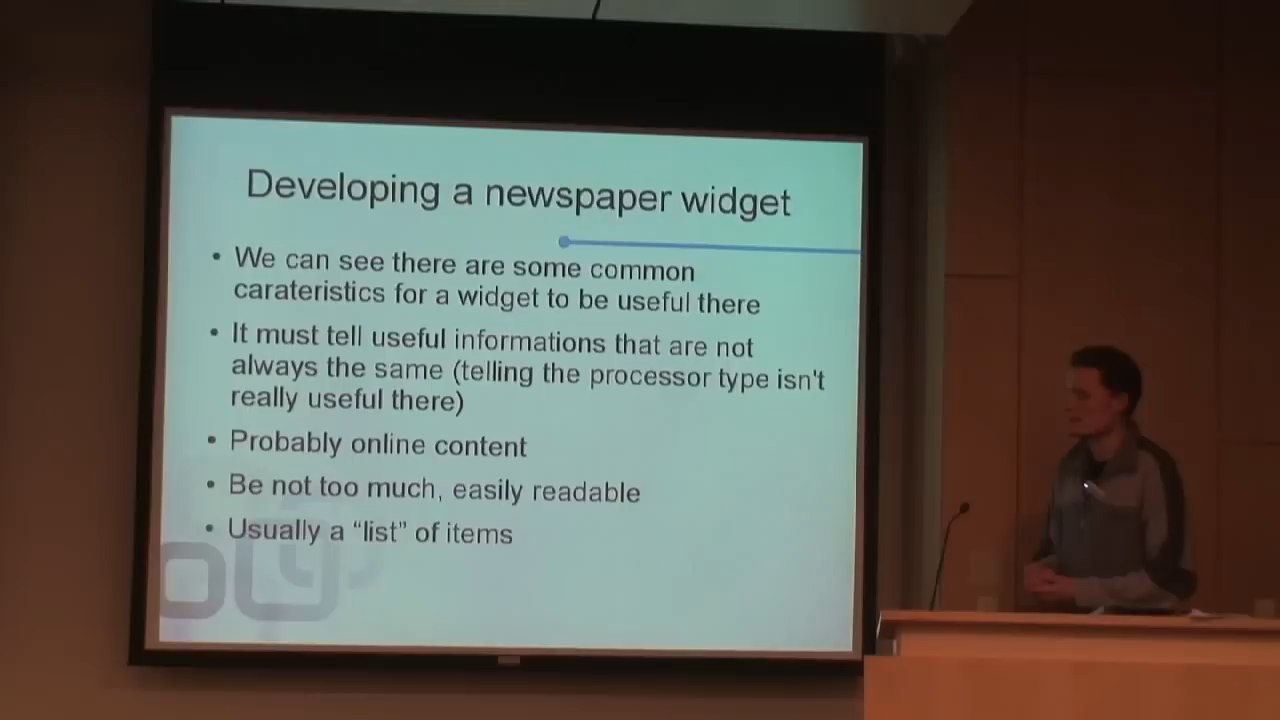 Developing a newspaper widget
• We can see there are some common
carateristics for a widget to be useful there
• It must tell useful informations that are not
always the same (telling the processor type isn't
really useful there)
• Probably online content
• Be not too much, easily readable
• Usually a “list” of items